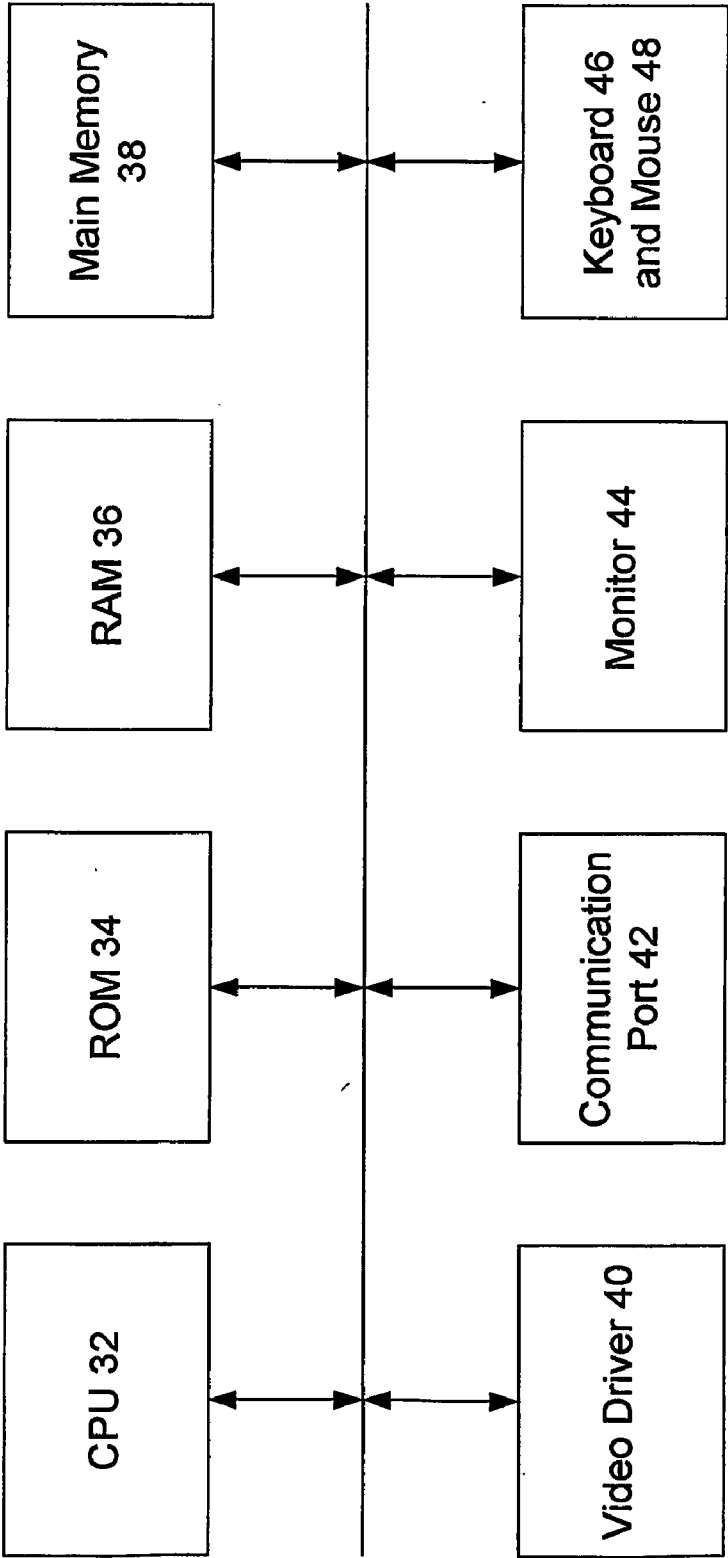 CPU 32
ROM 34
RAM 36
Main Memory
38
Video Driver 40
Communication
Port 42
Monitor 44
Keyboard 46
and Mouse 48